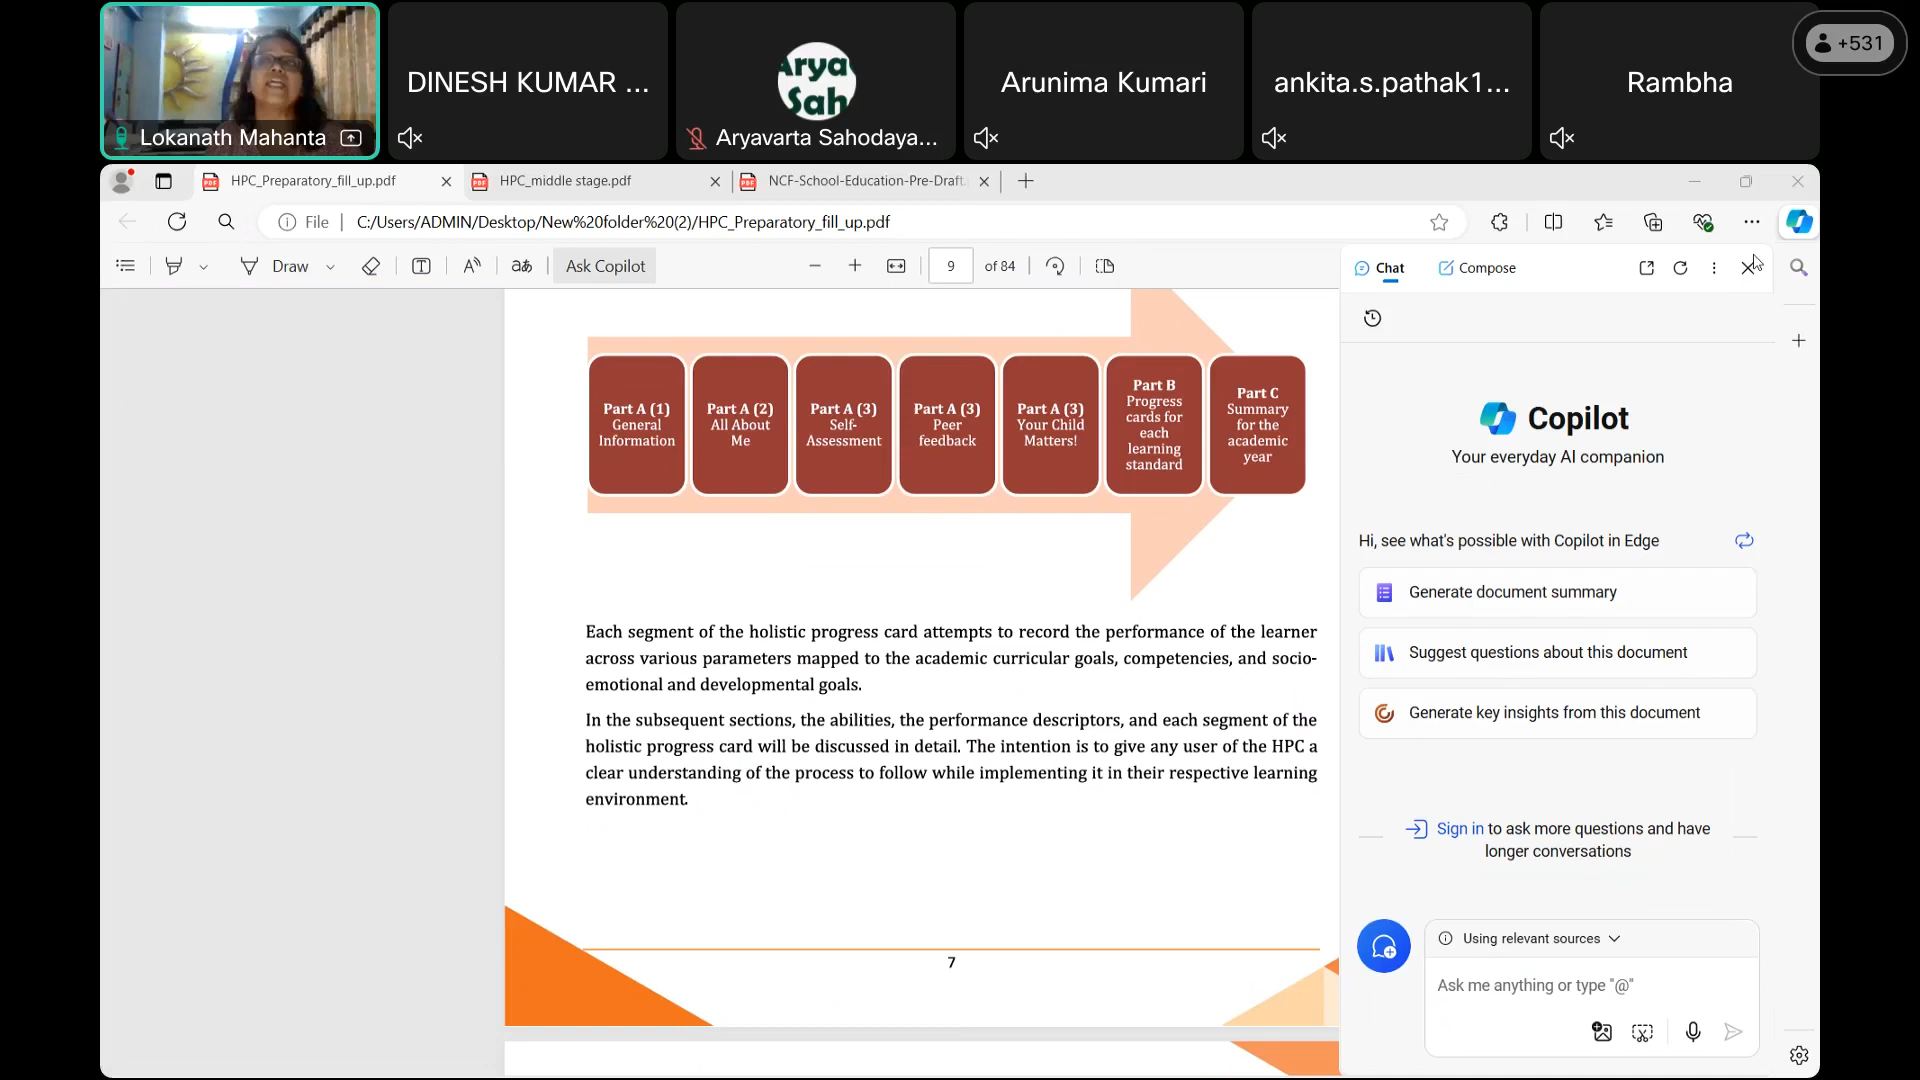 +531
DINESH KUMAR ...
Arya
Sah
Arunima Kumari
ankita.s.pathak1...
Rambha
Lokanath Mahanta
Aryavarta Sahodaya...
HPC_Preparatory_fill_up.pdf
HPC_middle stage.pdf
NCF-School-Education-Pre-Draft.
File
C:/Users/ADMIN/Desktop/New%20folder%20(2)/HPC_Preparatory_fill_up.pdf
Draw
Ask Copilot
9
of 84
Chat
Compose
Part A (1)
General
Information
Part A (2)
All About
Me
Part A (3)
Self-
Assessment
Part A (3)
Peer
feedback
Part A (3)
Your Child
Matters!
Part B
Progress
cards for
each
learning
standard
Part C
Summary
for the
academic
year
Each segment of the holistic progress card attempts to record the performance of the learner
across various parameters mapped to the academic curricular goals, competencies, and socio-
emotional and developmental goals.
In the subsequent sections, the abilities, the performance descriptors, and each segment of the
holistic progress card will be discussed in detail. The intention is to give any user of the HPC a
clear understanding of the process to follow while implementing it in their respective learning
environment.
7
Copilot
Your everyday AI companion
Hi, see what's possible with Copilot in Edge
Generate document summary
Suggest questions about this document
Generate key insights from this document
Sign in to ask more questions and have
longer conversations
Using relevant sources
Ask me anything or type "@"